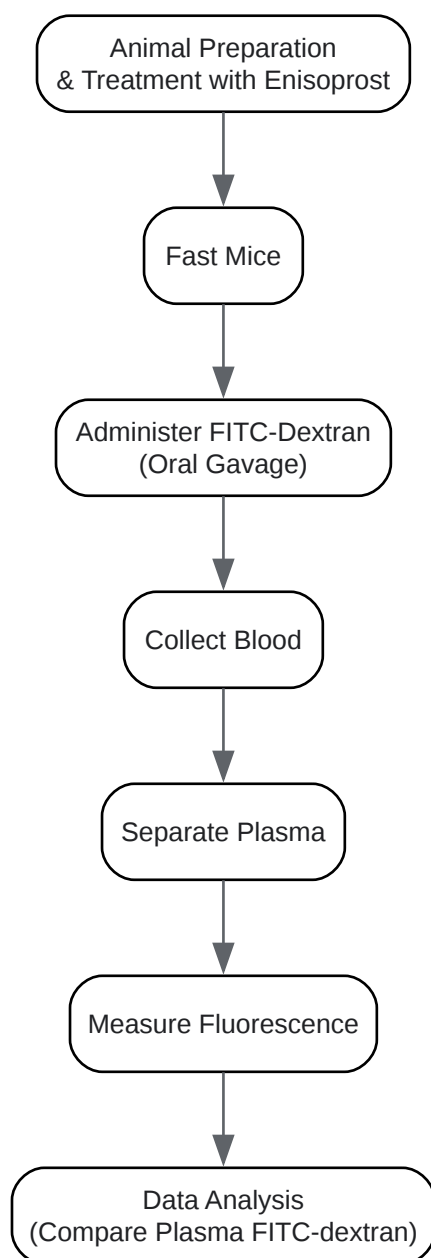 Animal Preparation
& Treatment with Enisoprost
Fast Mice
Administer FITC-Dextran
(Oral Gavage)
Collect Blood
Separate Plasma
Measure Fluorescence
Data Analysis
(Compare Plasma FITC-dextran)